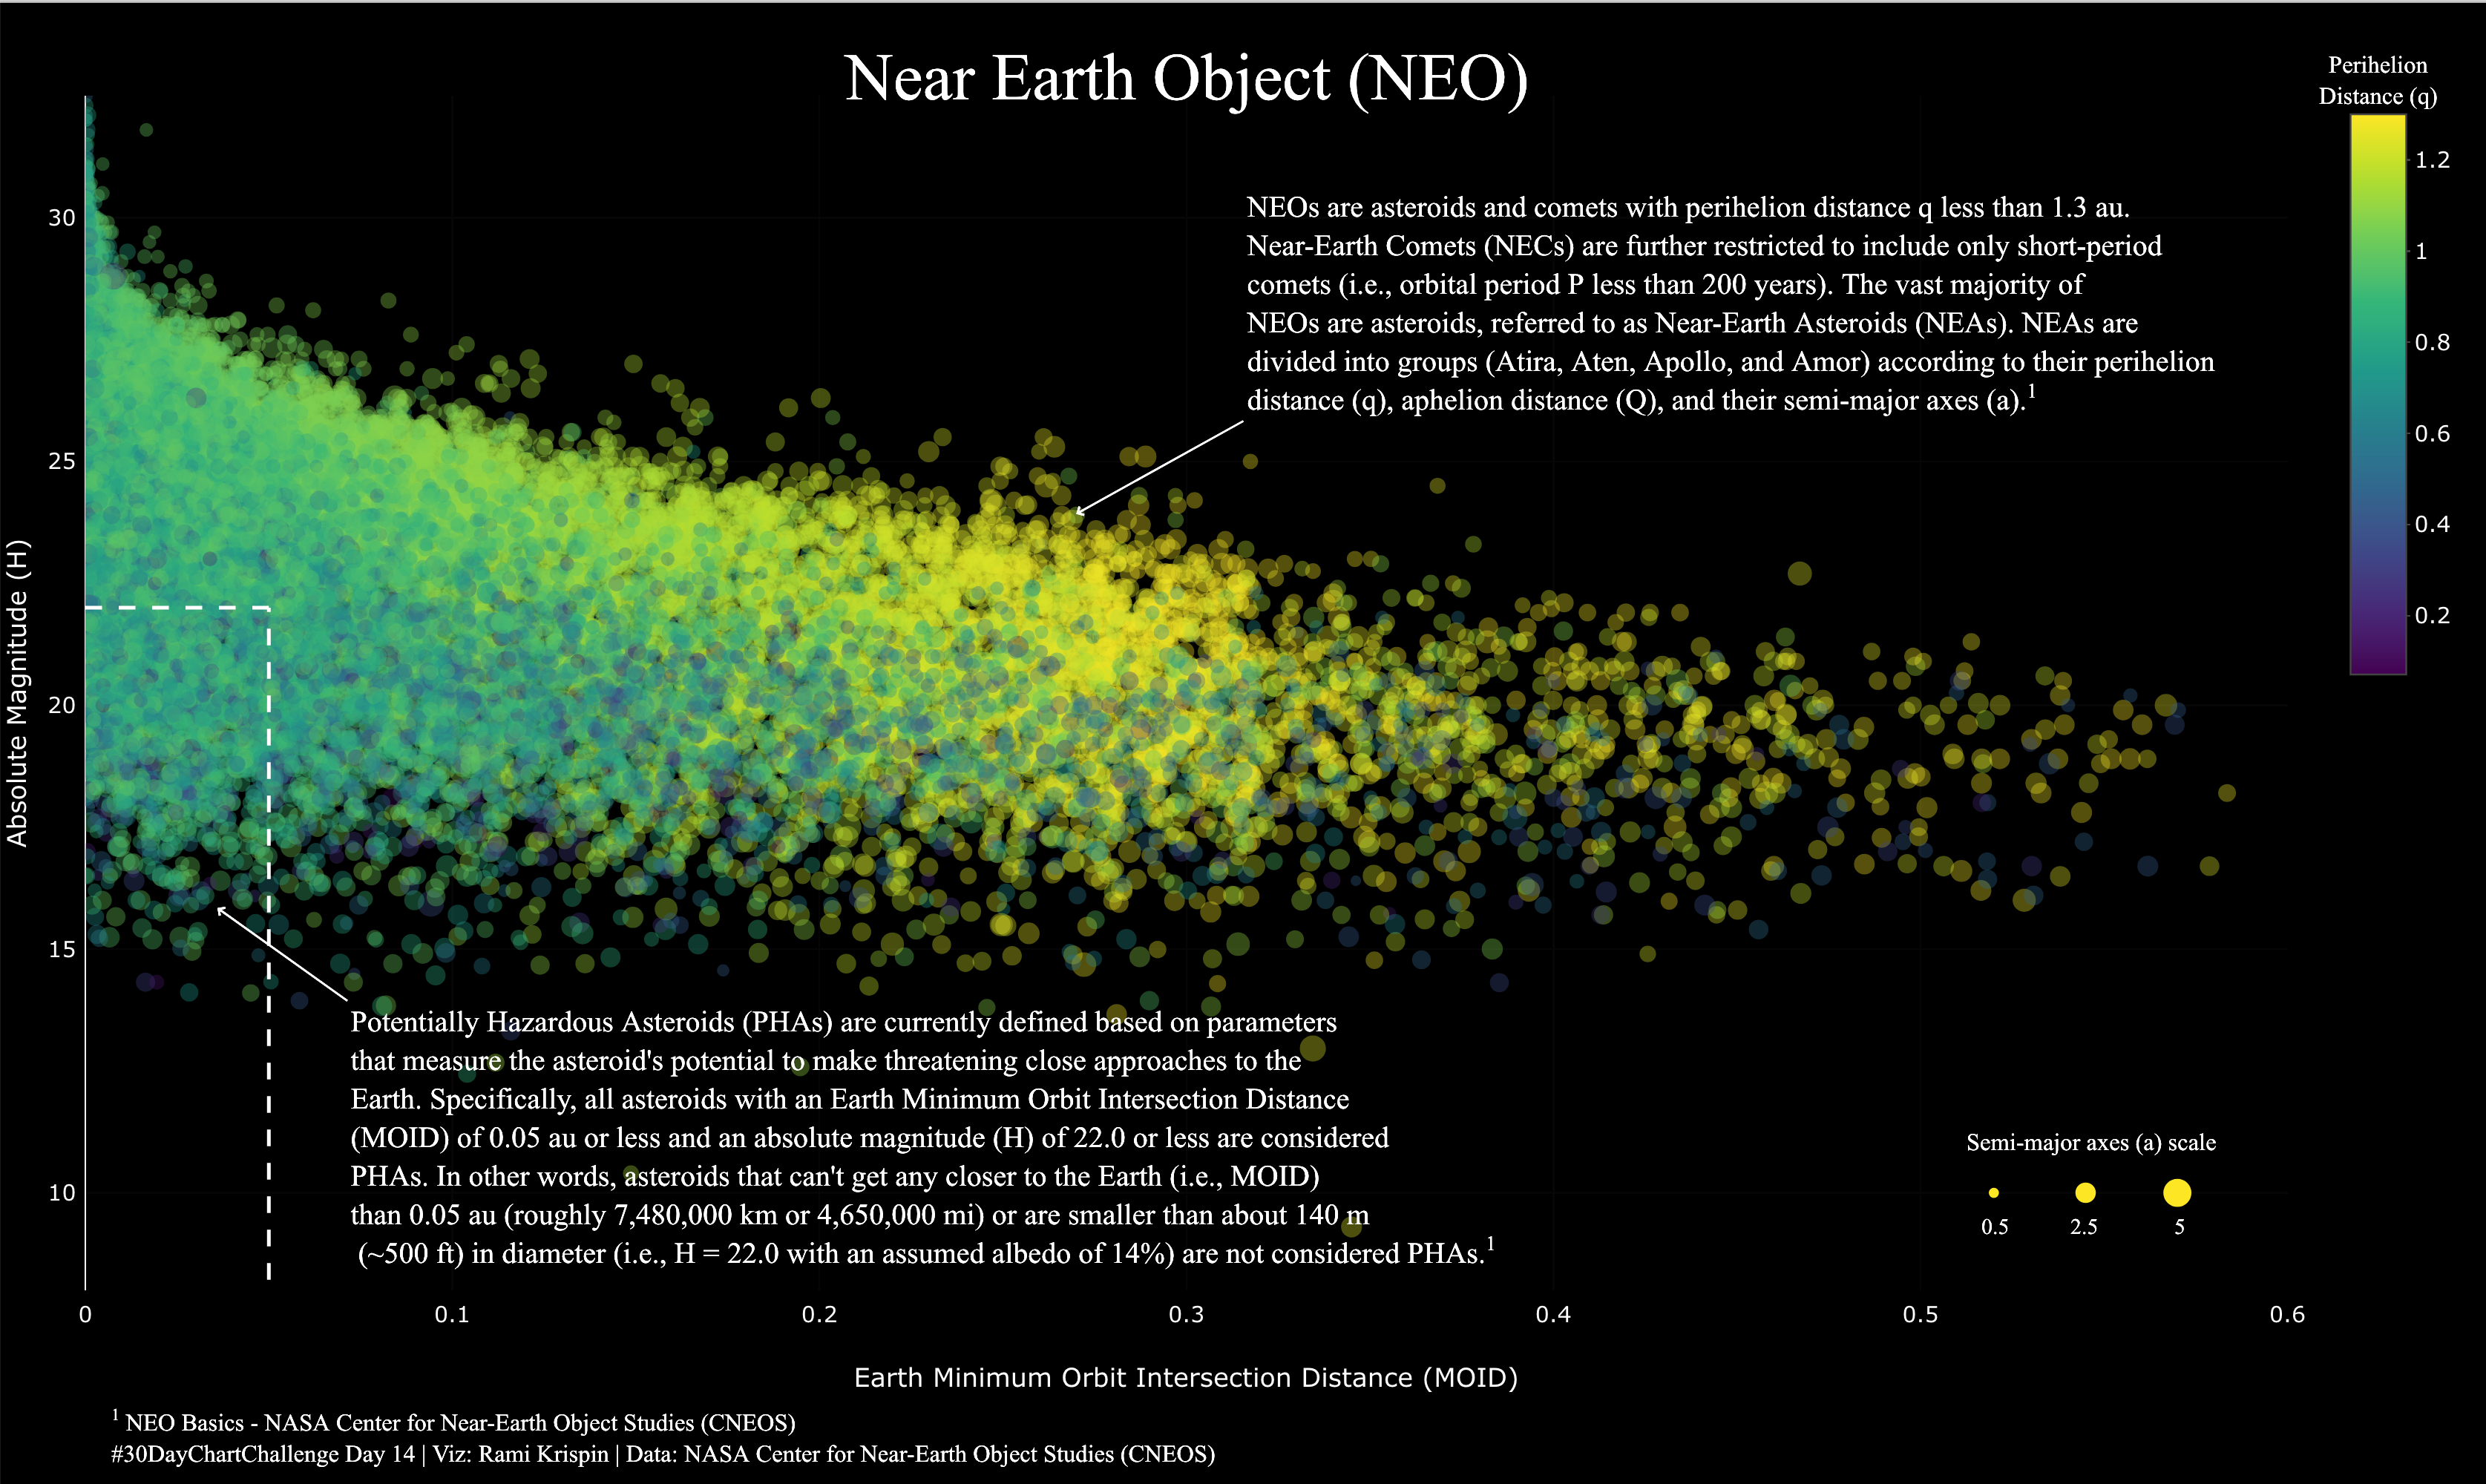 Near Earth Object (NEO)
Perihelion
Distance (q)
1.2
1
0.8
0.6
0.4
0.2
NEOs are asteroids and comets with perihelion distance q less than 1.3 au.
Near-Earth Comets (NECs) are further restricted to include only short-period
comets (i.e., orbital period P less than 200 years). The vast majority of
NEOs are asteroids, referred to as Near-Earth Asteroids (NEAs). NEAs are
divided into groups (Atira, Aten, Apollo, and Amor) according to their perihelion
distance (q), aphelion distance (Q), and their semi-major axes (a).1
Absolute Magnitude (H)
30
25
20
15
10
Potentially Hazardous Asteroids (PHAs) are currently defined based on parameters
that measure the asteroid's potential to make threatening close approaches to the
Earth. Specifically, all asteroids with an Earth Minimum Orbit Intersection Distance
(MOID) of 0.05 au or less and an absolute magnitude (H) of 22.0 or less are considered
PHAs. In other words, asteroids that can't get any closer to the Earth (i.e., MOID)
than 0.05 au (roughly 7,480,000 km or 4,650,000 mi) or are smaller than about 140 m
(~500 ft) in diameter (i.e., H = 22.0 with an assumed albedo of 14%) are not considered PHAs.1
Semi-major axes (a) scale
0.5 2.5 5
0 0.1 0.2 0.3 0.4 0.5 0.6
Earth Minimum Orbit Intersection Distance (MOID)
1 NEO Basics - NASA Center for Near-Earth Object Studies (CNEOS)
#30DayChartChallenge Day 14 | Viz: Rami Krispin | Data: NASA Center for Near-Earth Object Studies (CNEOS)